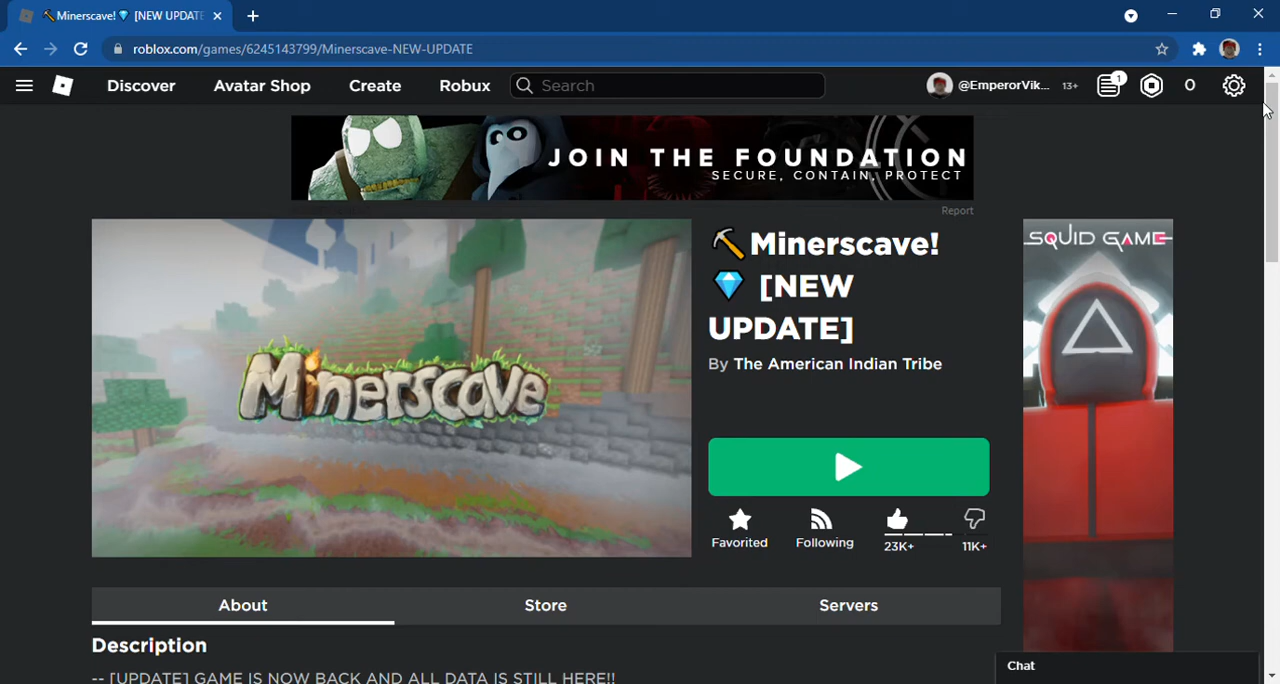 ⛏️Minerscave!💎 [NEW UPDATE
roblox.com/games/6245143799/Minerscave-NEW-UPDATE
Discover
Avatar Shop
Create
Robux
Search
@EmperorVik...
13+
1
0
JOIN THE FOUNDATION
SECURE, CONTAIN, PROTECT
Report
Minerscave
⛏️Minerscave!
💎 [NEW
UPDATE]
By The American Indian Tribe
Favorited
Following
23K+
11K+
SQUID GAME
About
Store
Servers
Description
-- [UPDATE] GAME IS NOW BACK AND ALL DATA IS STILL HERE!!
Chat